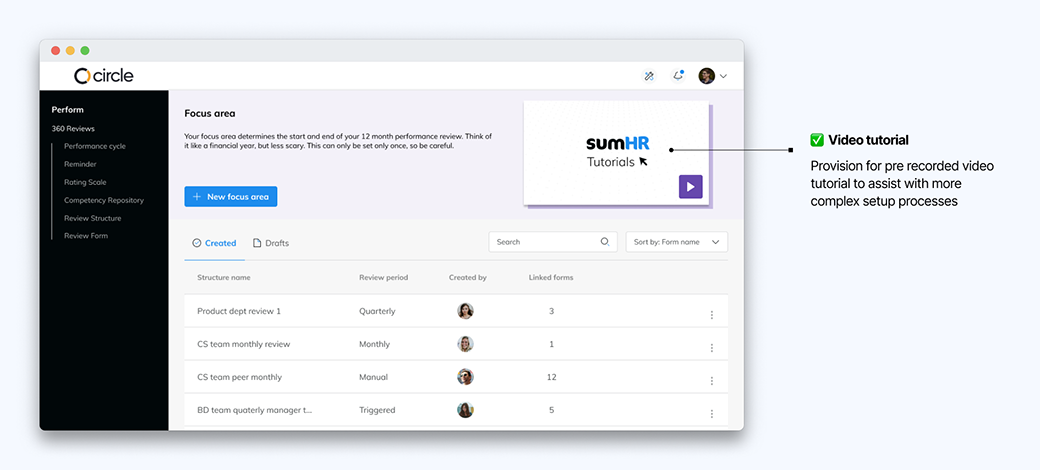 circle
Perform
360 Reviews
Performance cycle
Reminder
Rating Scale
Competency Repository
Review Structure
Review Form
Focus area
Your focus area determines the start and end of your 12 month performance review. Think of
it like a financial year, but less scary. This can only be set only once, so be careful.
+ New focus area
sumHR
Tutorials
Created
Drafts
Search
Sort by: Form name
Structure name Review period Created by Linked forms
Product dept review 1 Quarterly 3
CS team monthly review Monthly 1
CS team peer monthly Manual 12
BD team quaterly manager t... Triggered 5
✅ Video tutorial
Provision for pre recorded video
tutorial to assist with more
complex setup processes